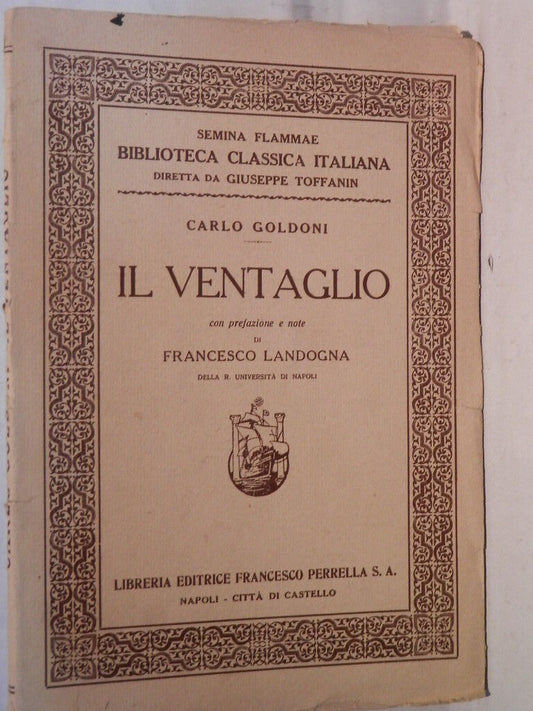 SEMINA FLAMMAE
BIBLIOTECA CLASSICA ITALIANA
DIRETTA DA GIUSEPPE TOFFANIN
CARLO GOLDONI
IL VENTAGLIO
con prefazione e note
DI
FRANCESCO LANDOGNA
DELLA R. UNIVERSITÀ DI NAPOLI
LIBRERIA EDITRICE FRANCESCO PERRELLA S. A.
NAPOLI - CITTÀ DI CASTELLO